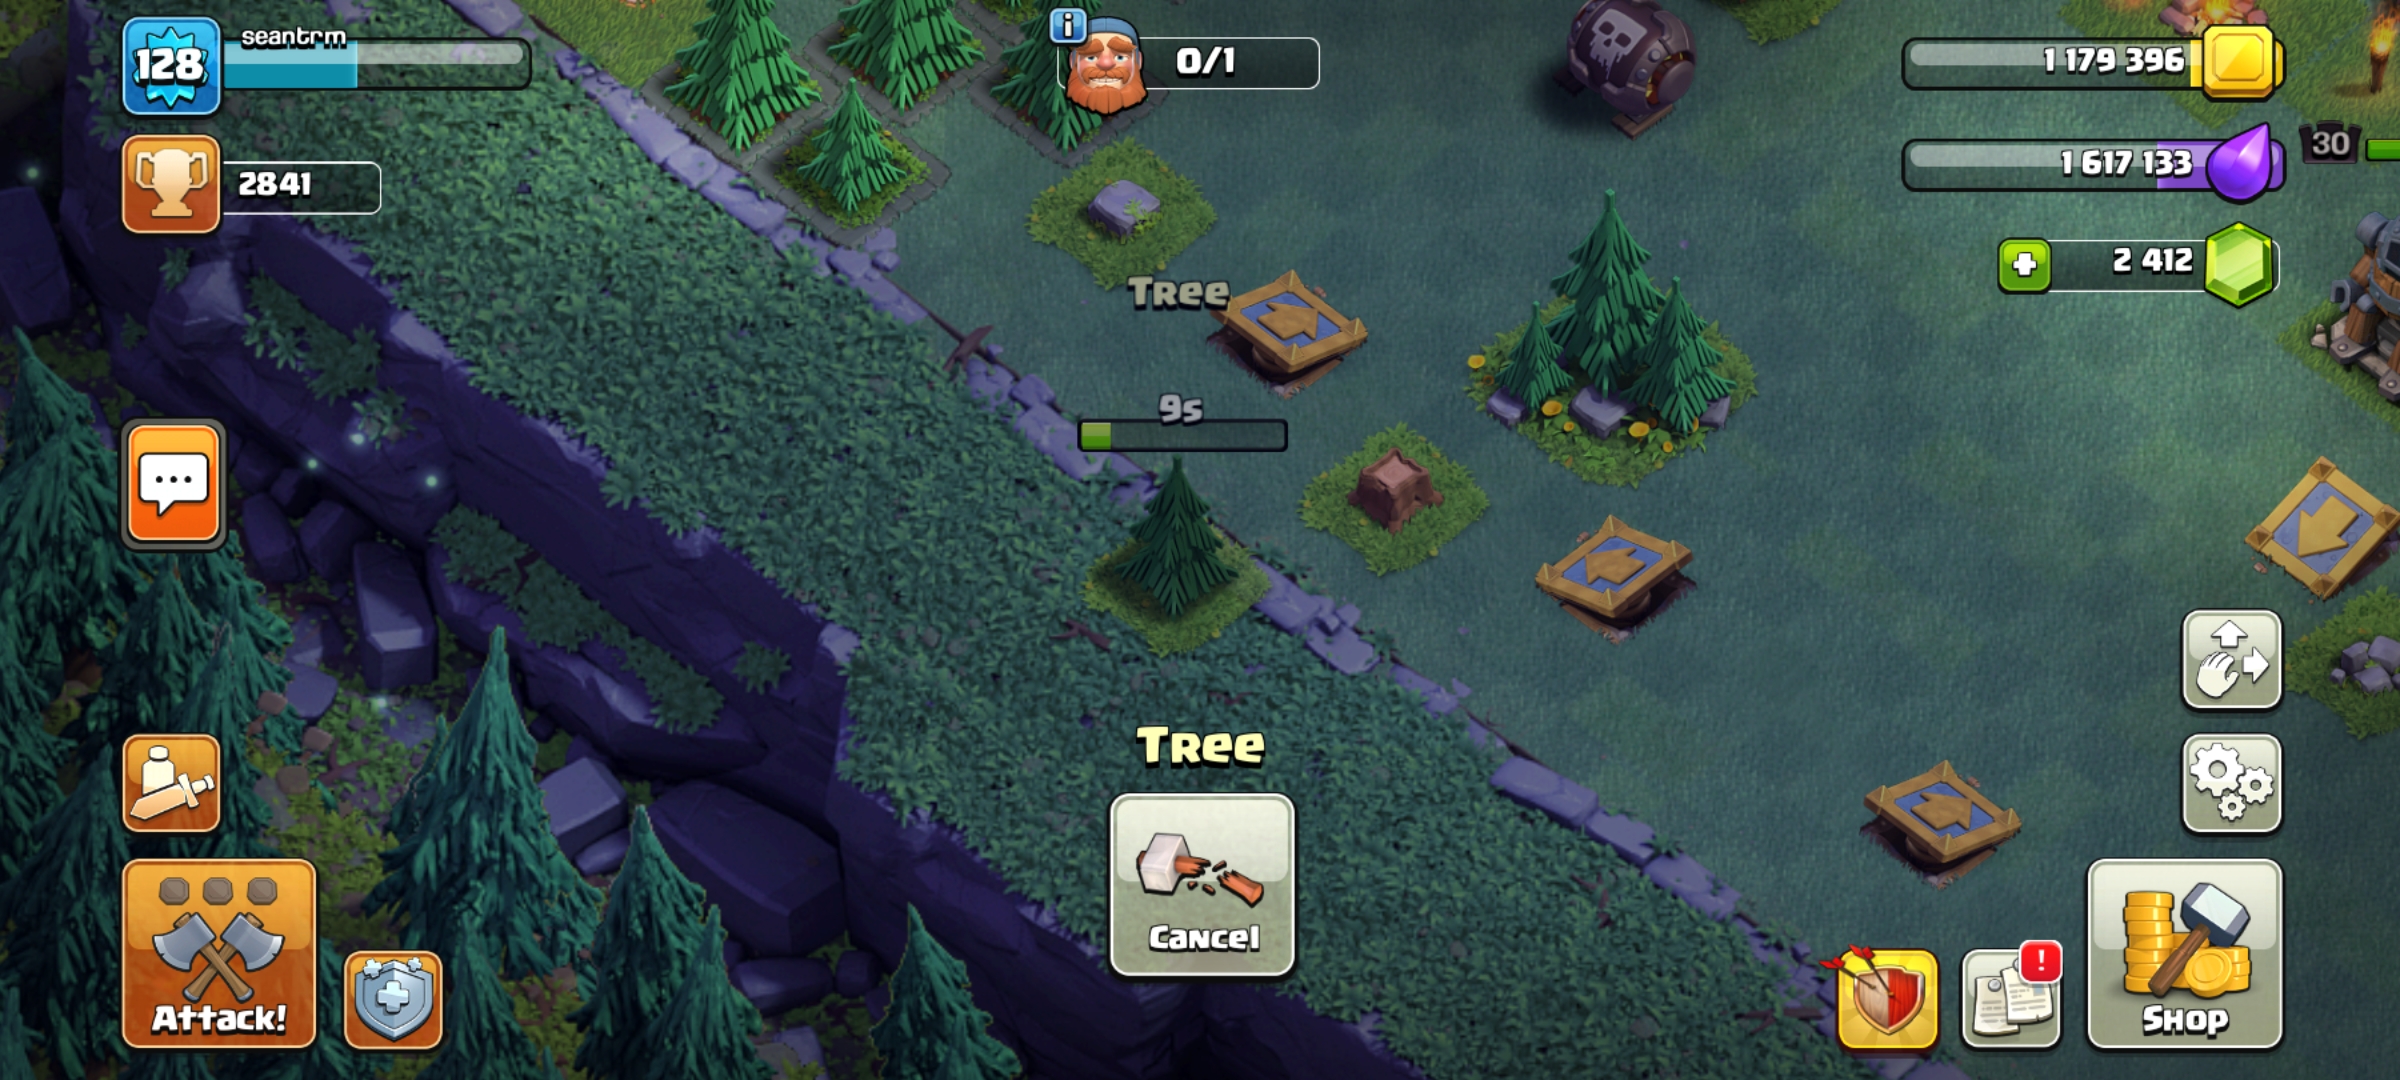 128
seantrm
0/1
1 179 396
2841
1 617 133
30
2 412
Tree
9s
Tree
Cancel
Attack!
!
Shop